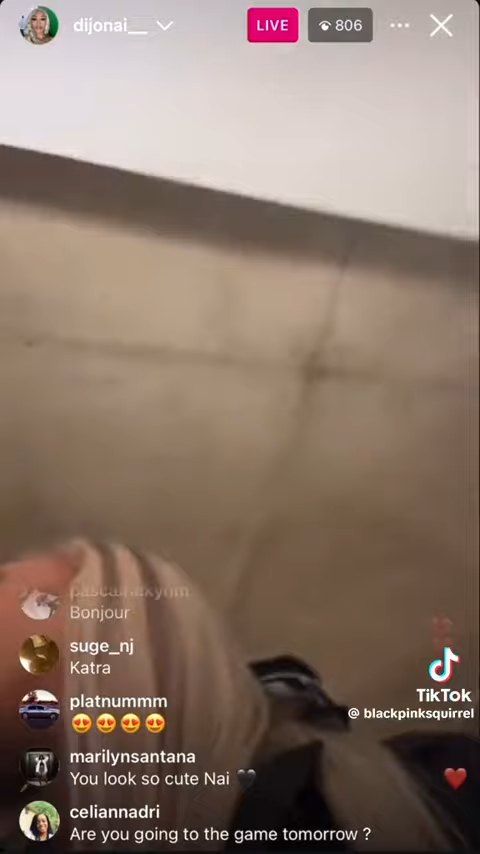 dijonai__
LIVE
806
Bonjour
suge_nj
Katra
platnummm
😍😍😍😍
marilynsantana
You look so cute Nai 🖤
celiannadri
Are you going to the game tomorrow ?
TikTok
@ blackpinksquirrel